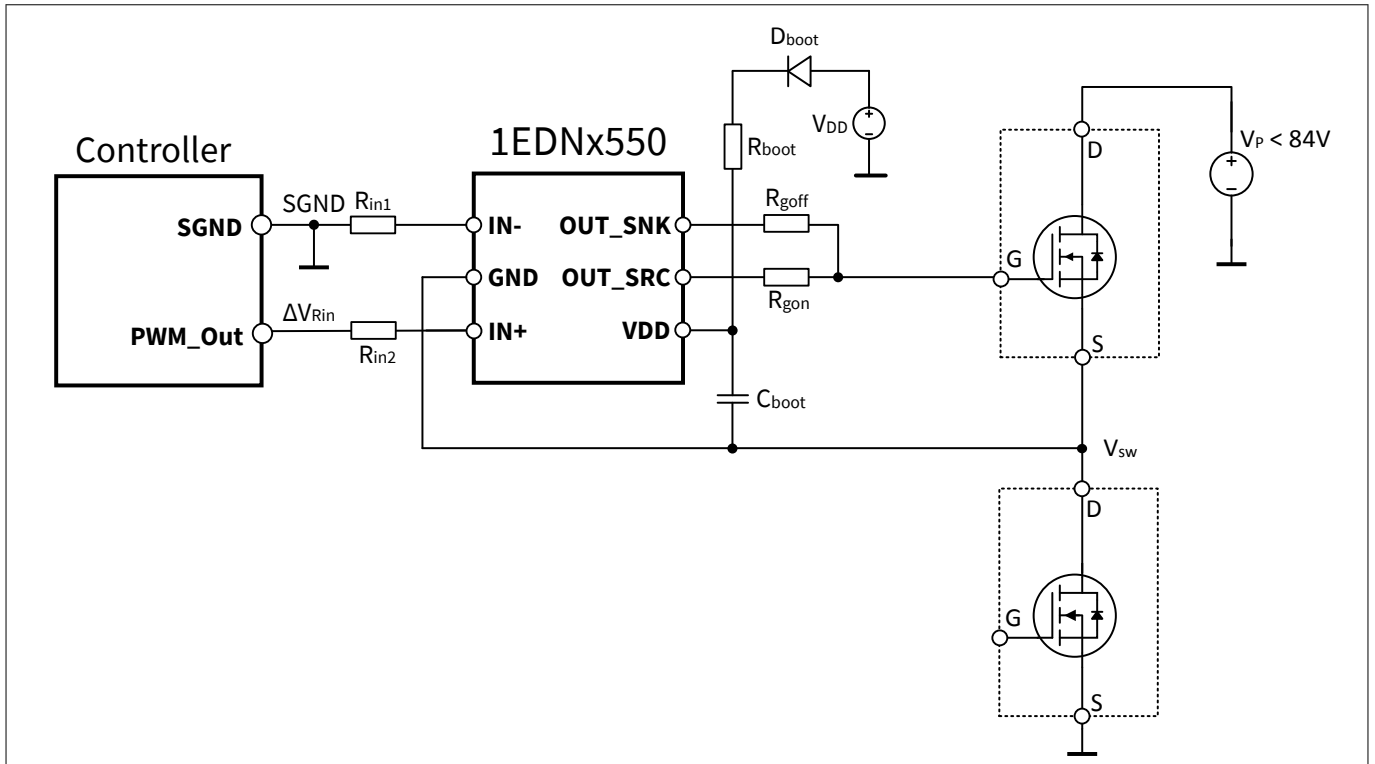 Dboot
VDD
+
−
Rboot
Controller
1EDNx550
SGND
SGND
Rin1
IN-
GND
IN+
OUT_SNK
OUT_SRC
VDD
Rgoff
Rgon
PWM_Out
ΔVRin
Rin2
Cboot
D
G
S
VP < 84V
+
−
Vsw
D
G
S